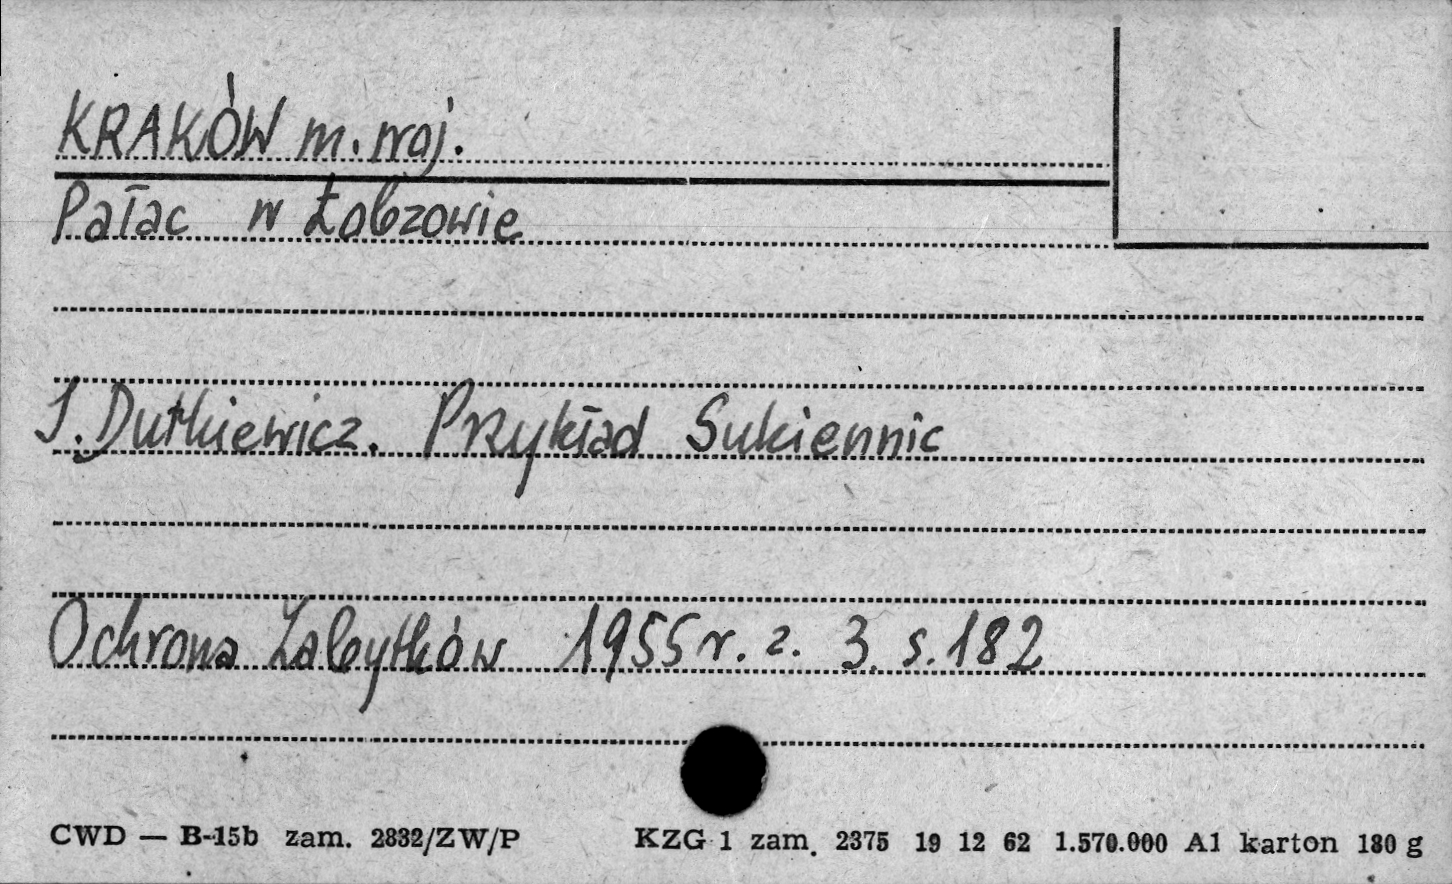 KRAKÓW m. woj.
Pałac w Łobzowie
J. Dutkiewicz. Przykład Sukiennic
Ochrona Zabytków 1955 r. z. 3. s. 182
CWD — B-15b zam. 2832/ZW/P KZG 1 zam. 2375 19 12 62 1.570.000 A1 karton 180 g